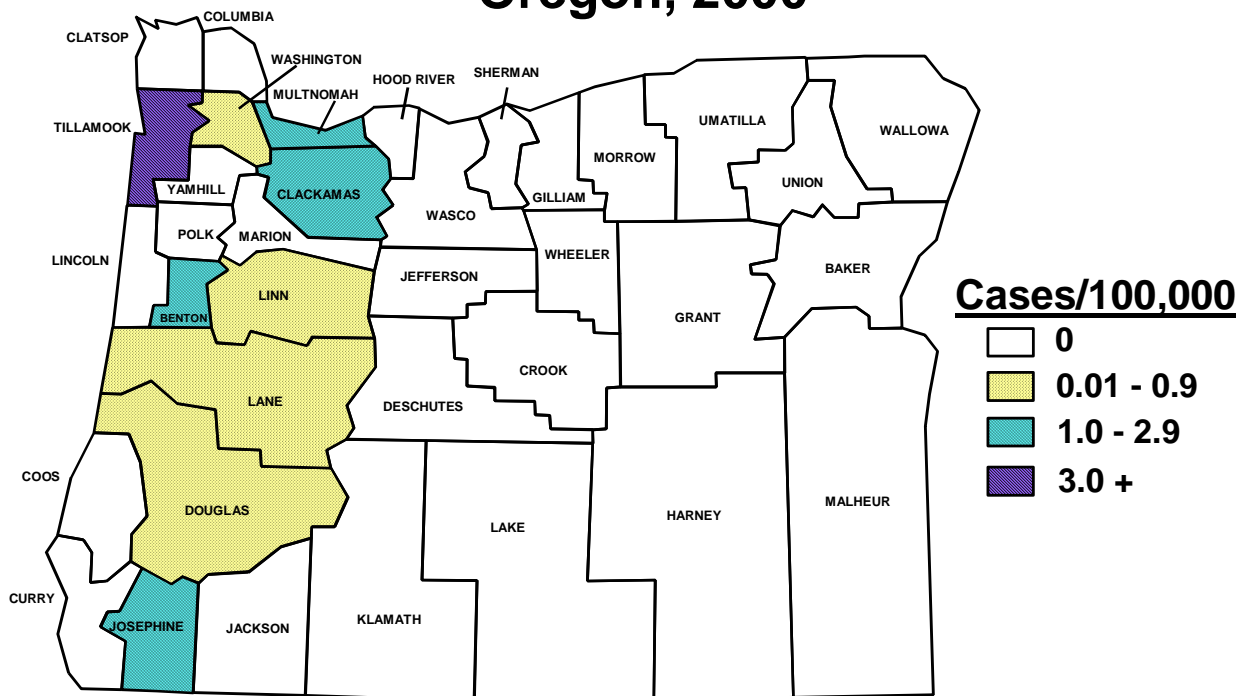 Oregon,
COLUMBIA
CLATSOP
WASHINGTON
HOOD RIVER
SHERMAN
MULTNOMAH
TILLAMOOK
UMATILLA
WALLOWA
MORROW
UNION
YAMHILL
CLACKAMAS
GILLIAM
WASCO
POLK
MARION
WHEELER
LINCOLN
JEFFERSON
BAKER
LINN
BENTON
GRANT
CROOK
LANE
DESCHUTES
COOS
DOUGLAS
LAKE
HARNEY
MALHEUR
CURRY
JOSEPHINE
JACKSON
KLAMATH
Cases/100,000
0
0.01 - 0.9
1.0 - 2.9
3.0 +